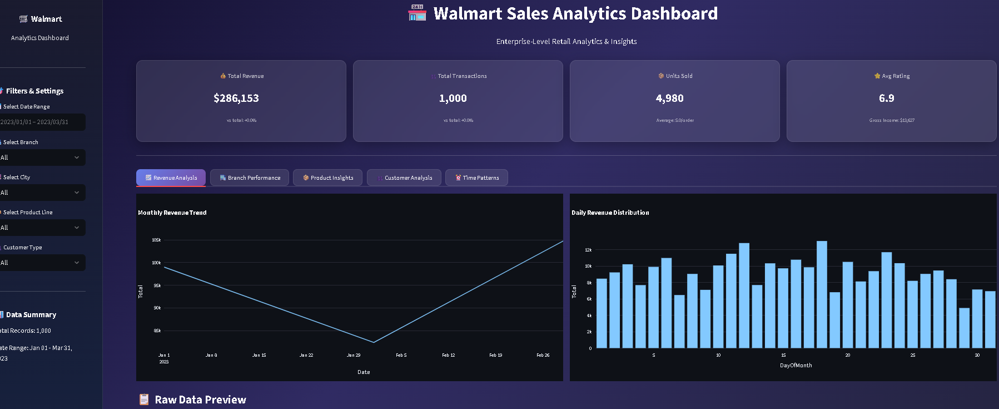 Walmart
Analytics Dashboard
Filters & Settings
Select Date Range
2023/01/01 – 2023/03/31
Select Branch
All
Select City
All
Select Product Line
All
Customer Type
All
Data Summary
otal Records: 1,000
ate Range: Jan 01 - Mar 31,
023
24 H
Walmart Sales Analytics Dashboard
Enterprise-Level Retail Analytics & Insights
Total Revenue
$286,153
vs total: +0.0%
Total Transactions
1,000
vs total: +0.0%
Units Sold
4,980
Average: 5.0/order
Avg Rating
6.9
Gross Income: $13,627
Revenue Analysis
Branch Performance
Product Insights
Customer Analysis
Time Patterns
Monthly Revenue Trend
105k
100k
95k
90k
85k
Total
Jan 1 Jan 8 Jan 15 Jan 22 Jan 29 Feb 5 Feb 12 Feb 19 Feb 26
2023
Date
Daily Revenue Distribution
12k
10k
8k
6k
4k
2k
0
Total
5 10 15 20 25 30
DayOfMonth
Raw Data Preview